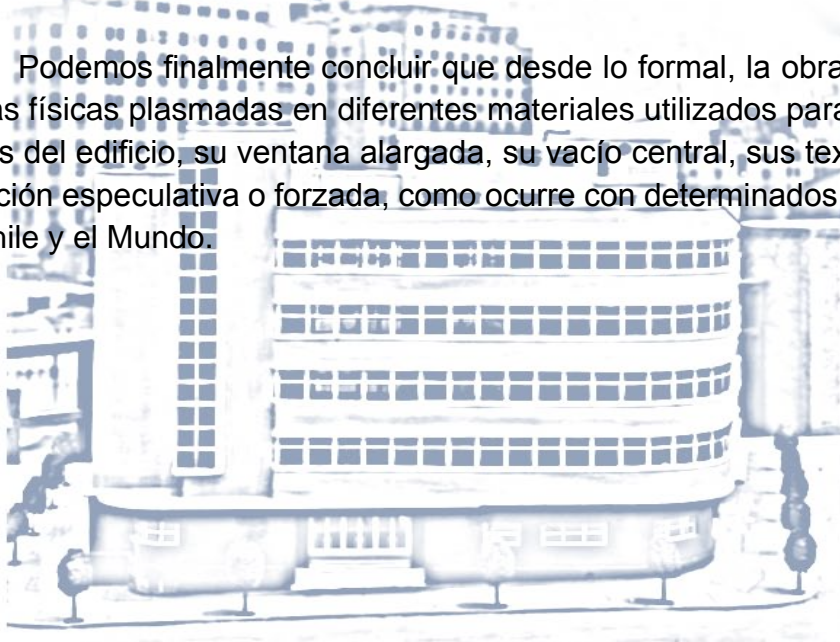 Podemos finalmente concluir que desde lo formal, la obra
as físicas plasmadas en diferentes materiales utilizados para
s del edificio, su ventana alargada, su vacío central, sus tex
ción especulativa o forzada, como ocurre con determinados
hile y el Mundo.